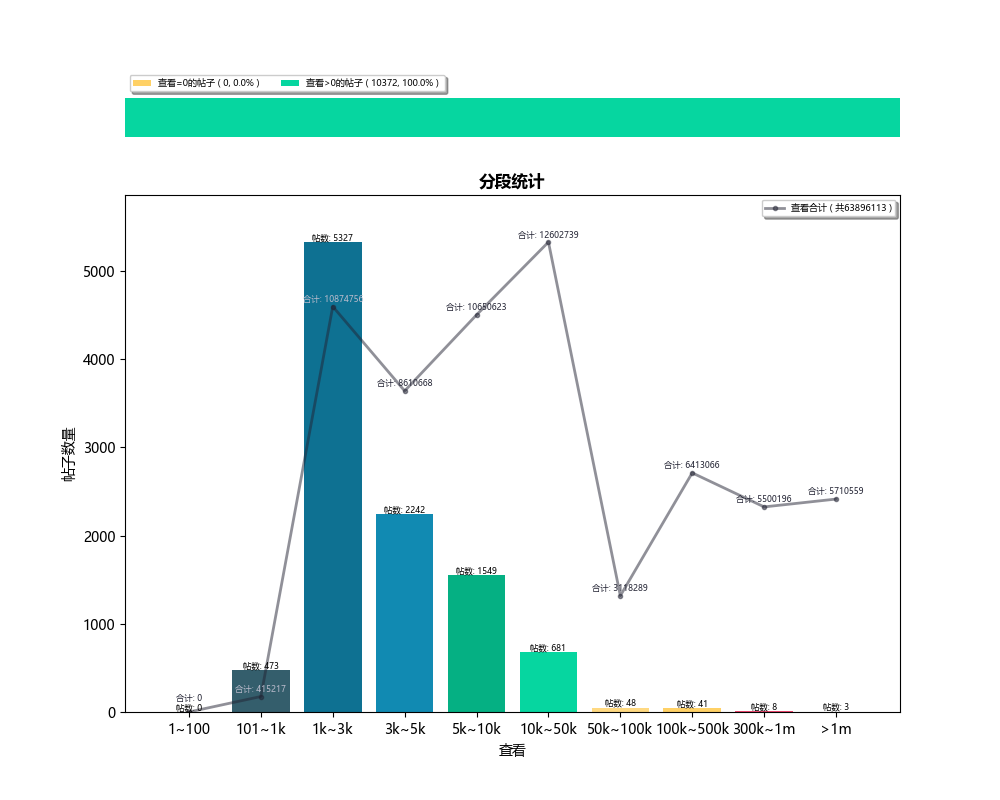 查看=0的帖子 ( 0, 0.0% ) 查看>0的帖子 ( 10372, 100.0% )
分段统计
查看合计 ( 共63896113 )
合计: 12602739
帖数: 5327
5000
合计: 10874756
合计: 10650623
4000
合计: 8610668
帖子数量
3000
合计: 6413066
合计: 5710559
合计: 5500196
帖数: 2242
2000
帖数: 1549
合计: 3118289
1000
帖数: 681
帖数: 473
合计: 415217
合计: 0
帖数: 0
帖数: 48
帖数: 41
帖数: 8
帖数: 3
0
1~100 101~1k 1k~3k 3k~5k 5k~10k 10k~50k 50k~100k 100k~500k 300k~1m >1m
查看